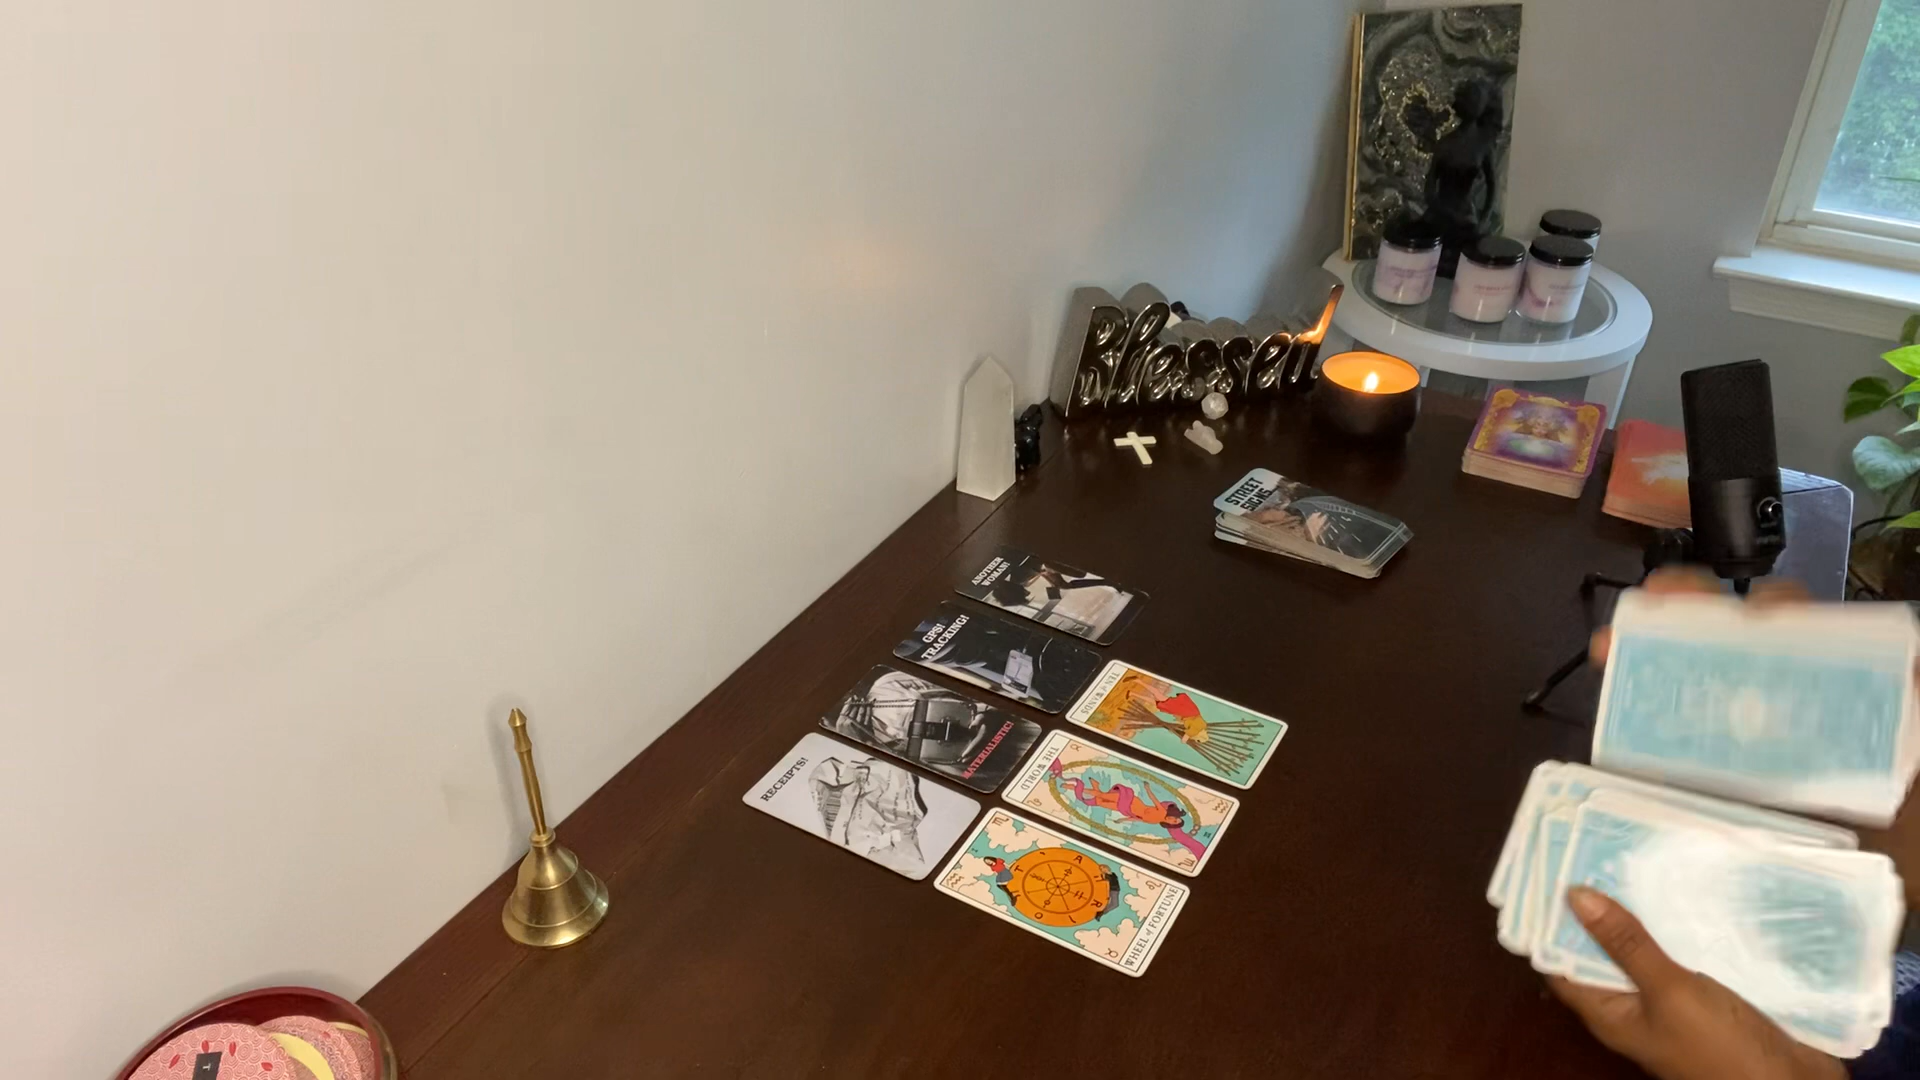 Blessed
STREET
SIGNS
ANOTHER
WOMAN!
GPS!
TRACKING!
MATERIALISTIC!
RECEIPTS!
TEN of WANDS
THE WORLD
T A R O
WHEEL of FORTUNE
T